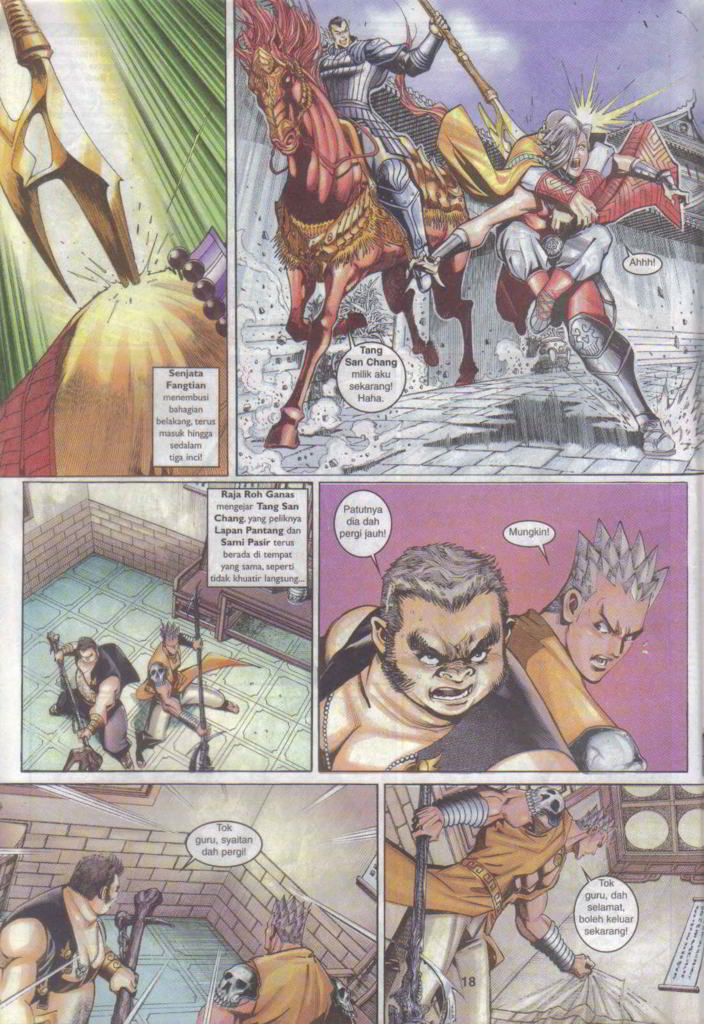 Senjata
Fangtian
menembusi
bahagian
belakang, terus
masuk hingga
sedalam
tiga inci!
Tang
San Chang
milik aku
sekarang!
Haha.
Ahhh!
Raja Roh Ganas
mengejar Tang San
Chang, yang peliknya
Lapan Pantang dan
Sami Pasir terus
berada di tempat
yang sama, seperti
tidak khuatir langsung...
Patutnya
dia dah
pergi jauh!
Mungkin!
Tok
guru, syaitan
dah pergi!
Tok
guru, dah
selamat,
boleh keluar
sekarang!
18